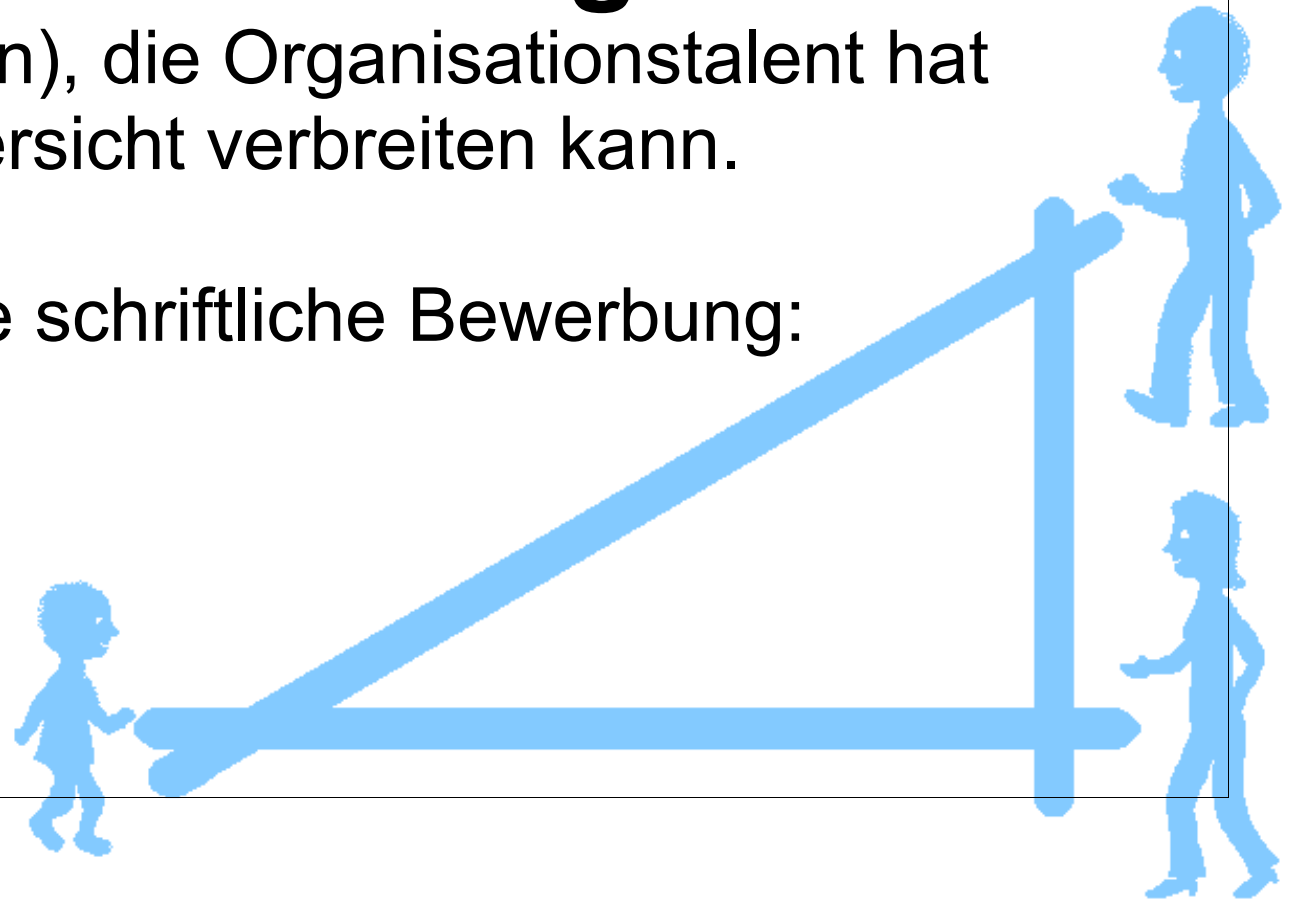 n), die Organisationstalent hat
ersicht verbreiten kann.
e schriftliche Bewerbung: